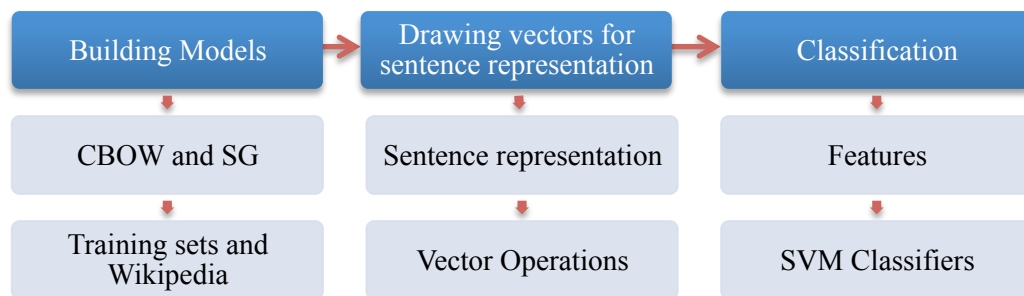 Building Models
Drawing vectors for
sentence representation
Classification
CBOW and SG
Sentence representation
Features
Training sets and
Wikipedia
Vector Operations
SVM Classifiers